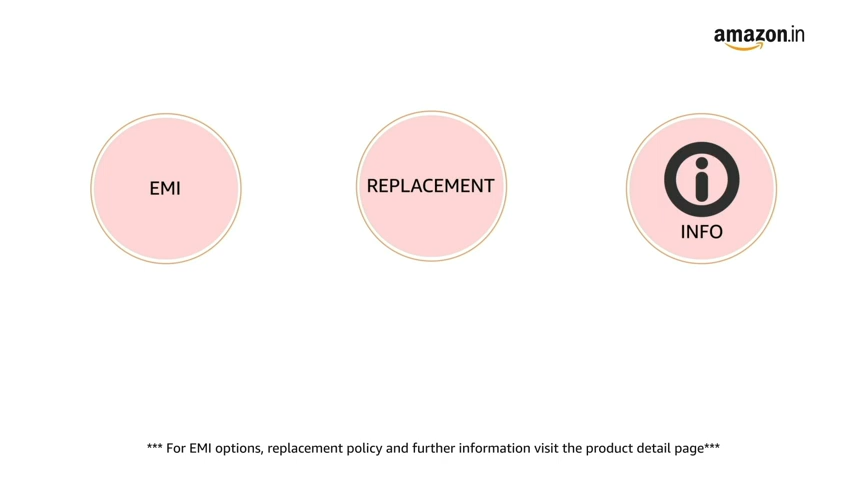 amazon.in
EMI
REPLACEMENT
INFO
*** For EMI options, replacement policy and further information visit the product detail page***